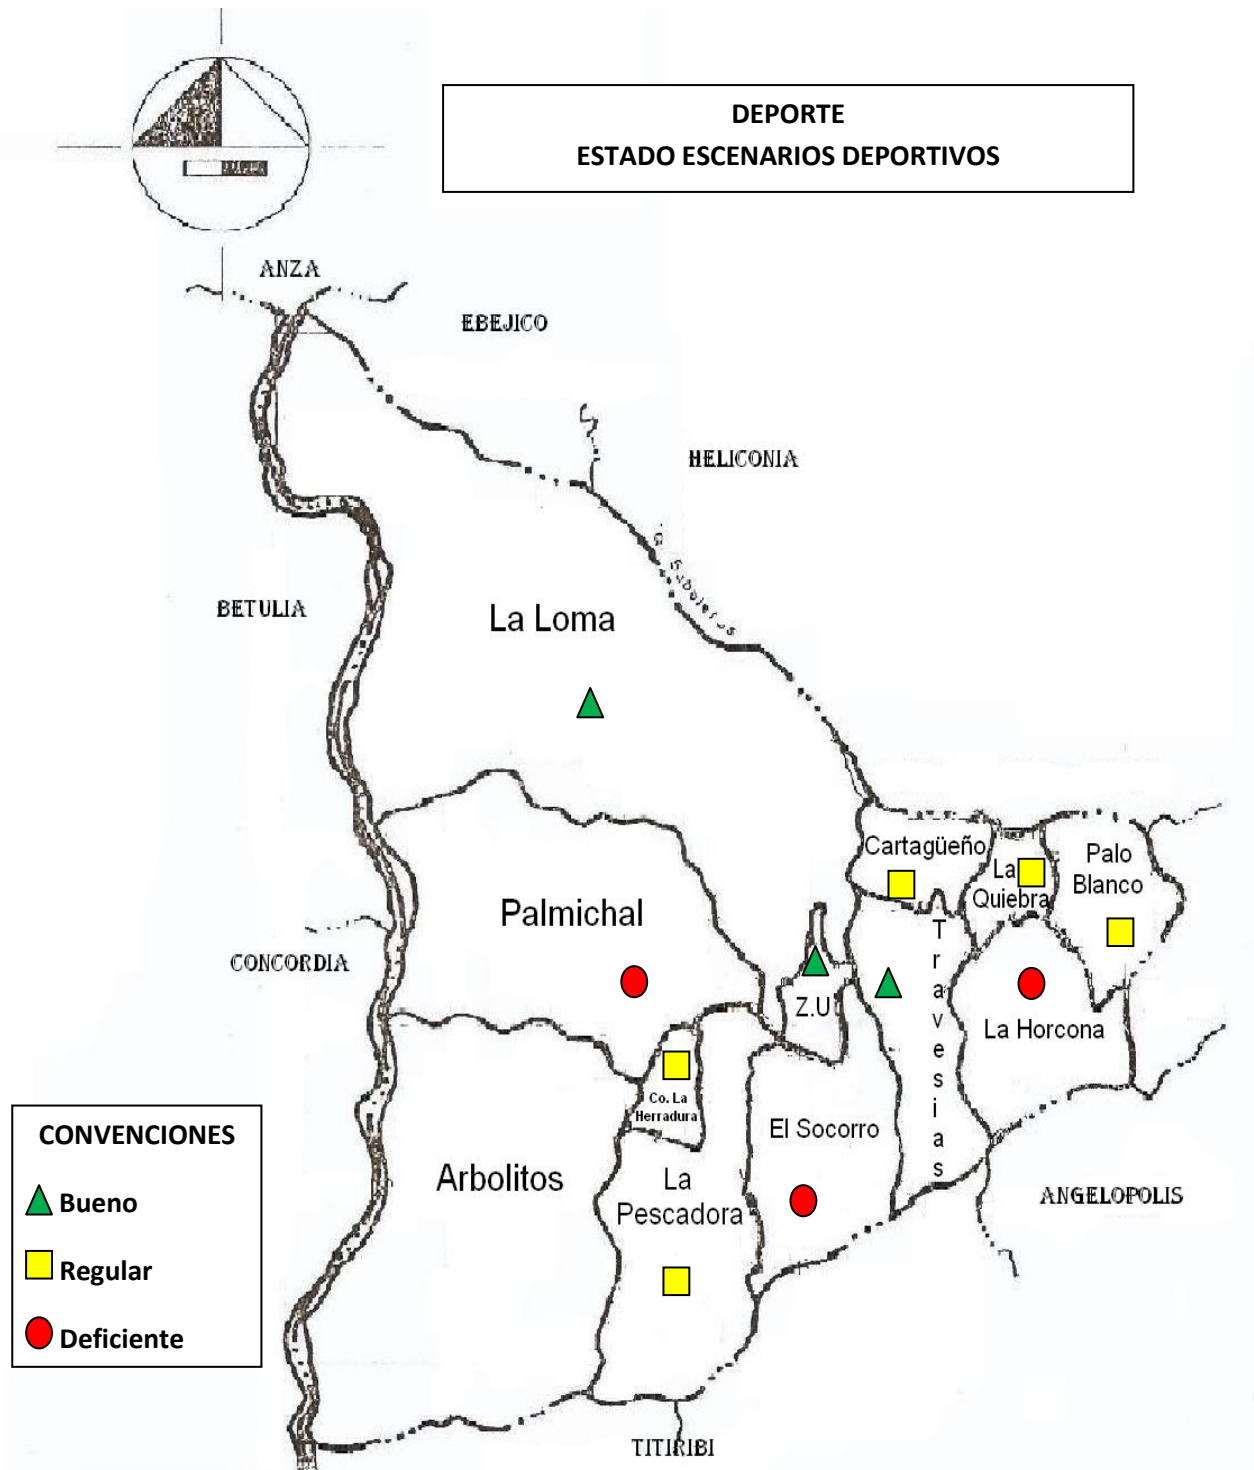 DEPORTE
ESTADO ESCENARIOS DEPORTIVOS
ANZA
EBEJICO
HELICONIA
BETULIA
La Loma
Cartagüeño
La
Quiebra
Palo
Blanco
Palmichal
CONCORDIA
Z.U
Travesias
La Horcona
Co. La
Herradura
El Socorro
Arbolitos
La
Pescadora
ANGELOPOLIS
TITIRIBI
CONVENCIONES
Bueno
Regular
Deficiente